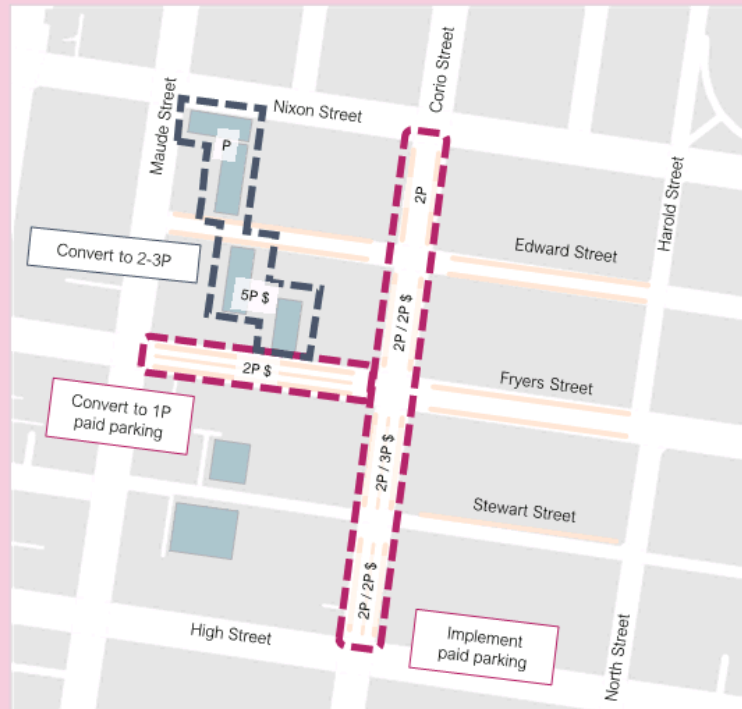 Corio Street
Nixon Street
Maude Street
P
Harold Street
2P
Edward Street
Convert to 2-3P
5P $
2P / 2P $
2P $
Fryers Street
Convert to 1P
paid parking
2P / 3P $
Stewart Street
2P / 2P $
High Street
Implement
paid parking
North Street